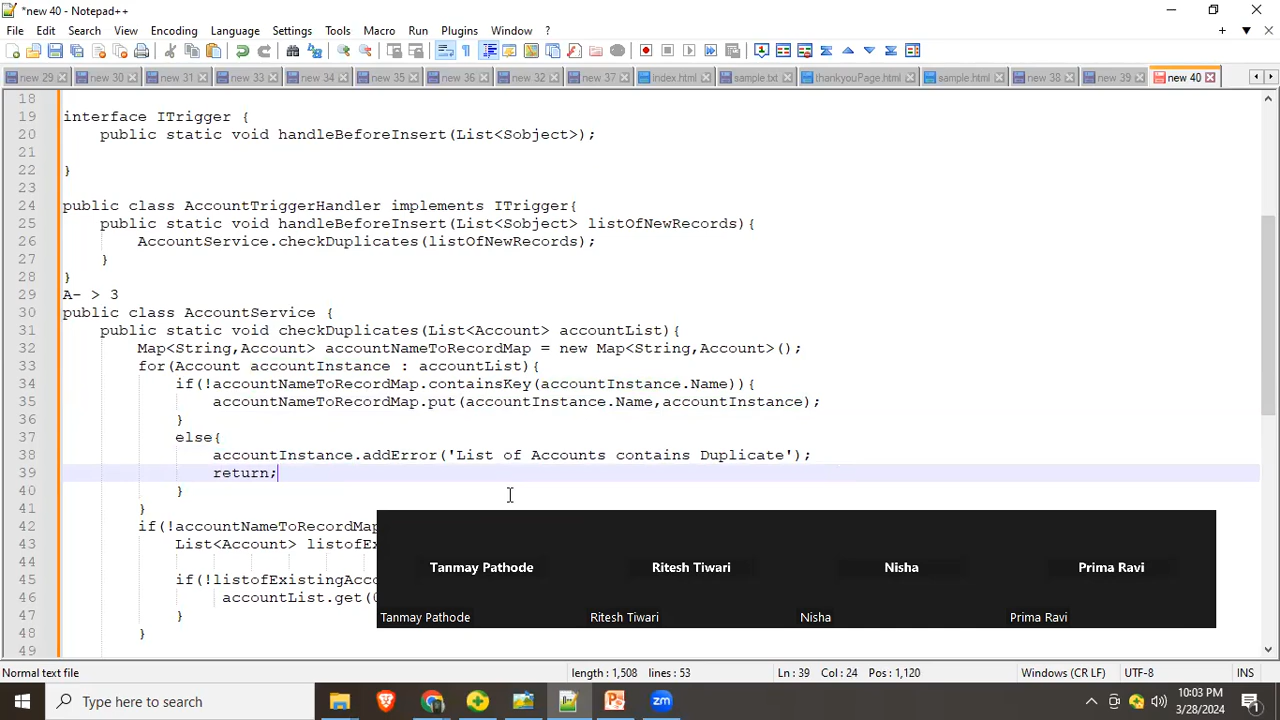 *new 40 - Notepad++
File Edit Search View Encoding Language Settings Tools Macro Run Plugins Window ?
new 29 new 30 new 31 new 33 new 34 new 35 new 36 new 32 new 37 index.html sample.txt thankyouPage.html sample.html new 38 new 39 new 40
18
19 interface ITrigger {
20 public static void handleBeforeInsert(List<Sobject>);
21
22 }
23
24 public class AccountTriggerHandler implements ITrigger{
25 public static void handleBeforeInsert(List<Sobject> listOfNewRecords){
26 AccountService.checkDuplicates(listOfNewRecords);
27 }
28 }
29 A- > 3
30 public class AccountService {
31 public static void checkDuplicates(List<Account> accountList){
32 Map<String,Account> accountNameToRecordMap = new Map<String,Account>();
33 for(Account accountInstance : accountList){
34 if(!accountNameToRecordMap.containsKey(accountInstance.Name)){
35 accountNameToRecordMap.put(accountInstance.Name,accountInstance);
36 }
37 else{
38 accountInstance.addError('List of Accounts contains Duplicate');
39 return;
40 }
41 }
42 if(!accountNameToRecordMap
43 List<Account> listofEx
44
45 if(!listofExistingAcco
46 accountList.get(
47 }
48 }
49
Tanmay Pathode Ritesh Tiwari Nisha Prima Ravi
Tanmay Pathode Ritesh Tiwari Nisha Prima Ravi
Normal text file length : 1,508 lines : 53 Ln : 39 Col : 24 Pos : 1,120 Windows (CR LF) UTF-8 INS
Type here to search
zm
10:03 PM
3/28/2024